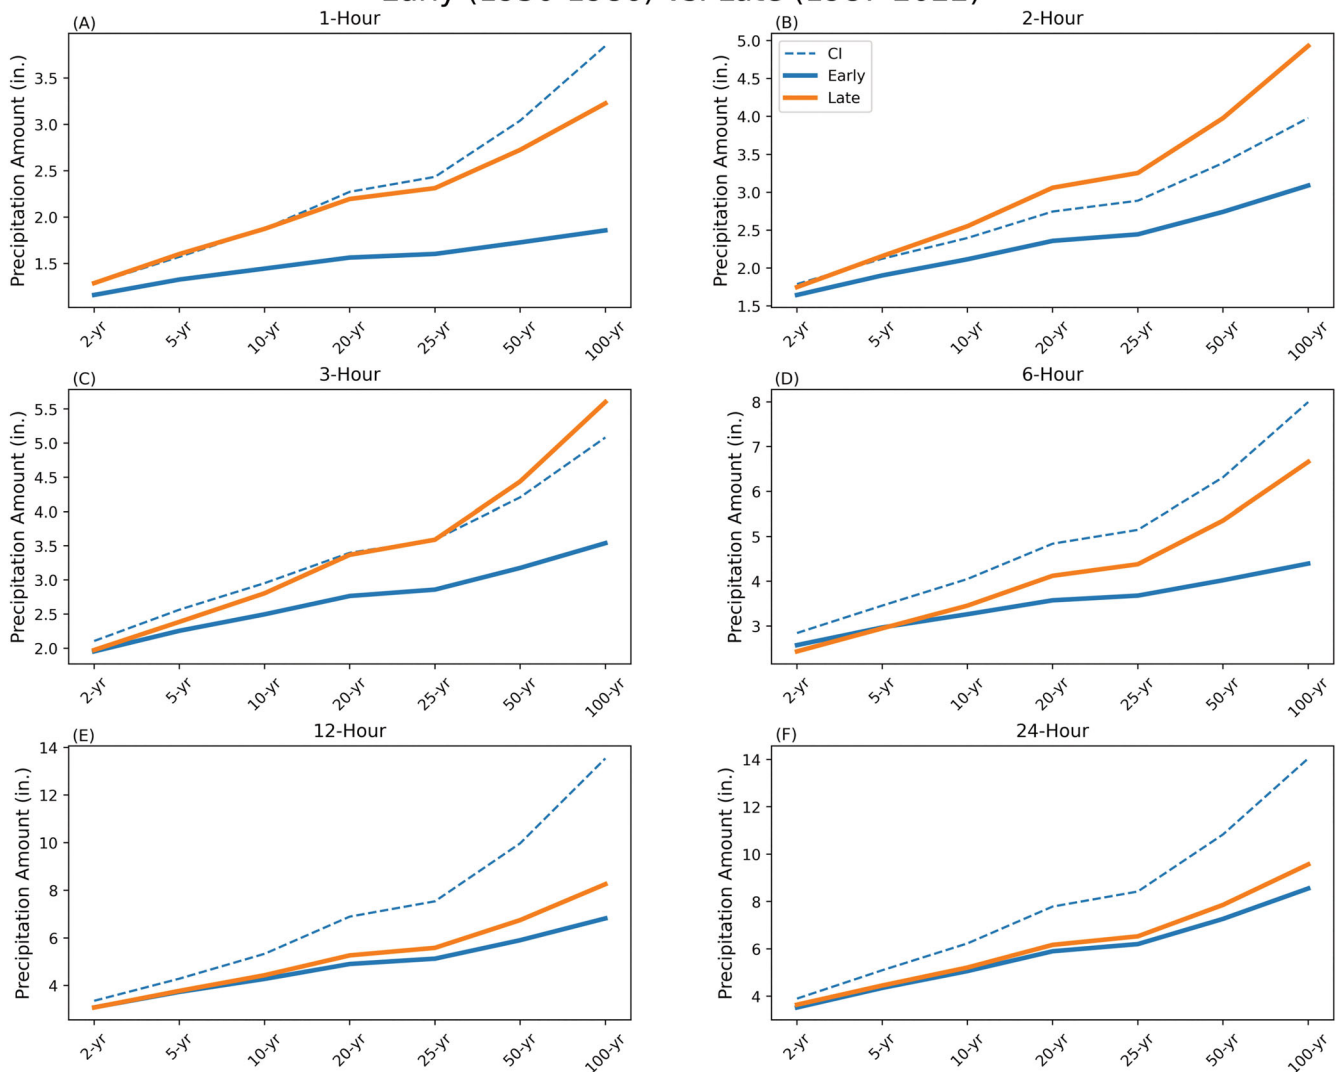 (A) 1-Hour
Precipitation Amount (in.)
3.5
3.0
2.5
2.0
1.5
2-yr 5-yr 10-yr 20-yr 25-yr 50-yr 100-yr
(B) 2-Hour
Precipitation Amount (in.)
5.0
4.5
4.0
3.5
3.0
2.5
2.0
1.5
CI
Early
Late
2-yr 5-yr 10-yr 20-yr 25-yr 50-yr 100-yr
(C) 3-Hour
Precipitation Amount (in.)
5.5
5.0
4.5
4.0
3.5
3.0
2.5
2.0
2-yr 5-yr 10-yr 20-yr 25-yr 50-yr 100-yr
(D) 6-Hour
Precipitation Amount (in.)
8
7
6
5
4
3
2-yr 5-yr 10-yr 20-yr 25-yr 50-yr 100-yr
(E) 12-Hour
Precipitation Amount (in.)
14
12
10
8
6
4
2-yr 5-yr 10-yr 20-yr 25-yr 50-yr 100-yr
(F) 24-Hour
Precipitation Amount (in.)
14
12
10
8
6
4
2-yr 5-yr 10-yr 20-yr 25-yr 50-yr 100-yr